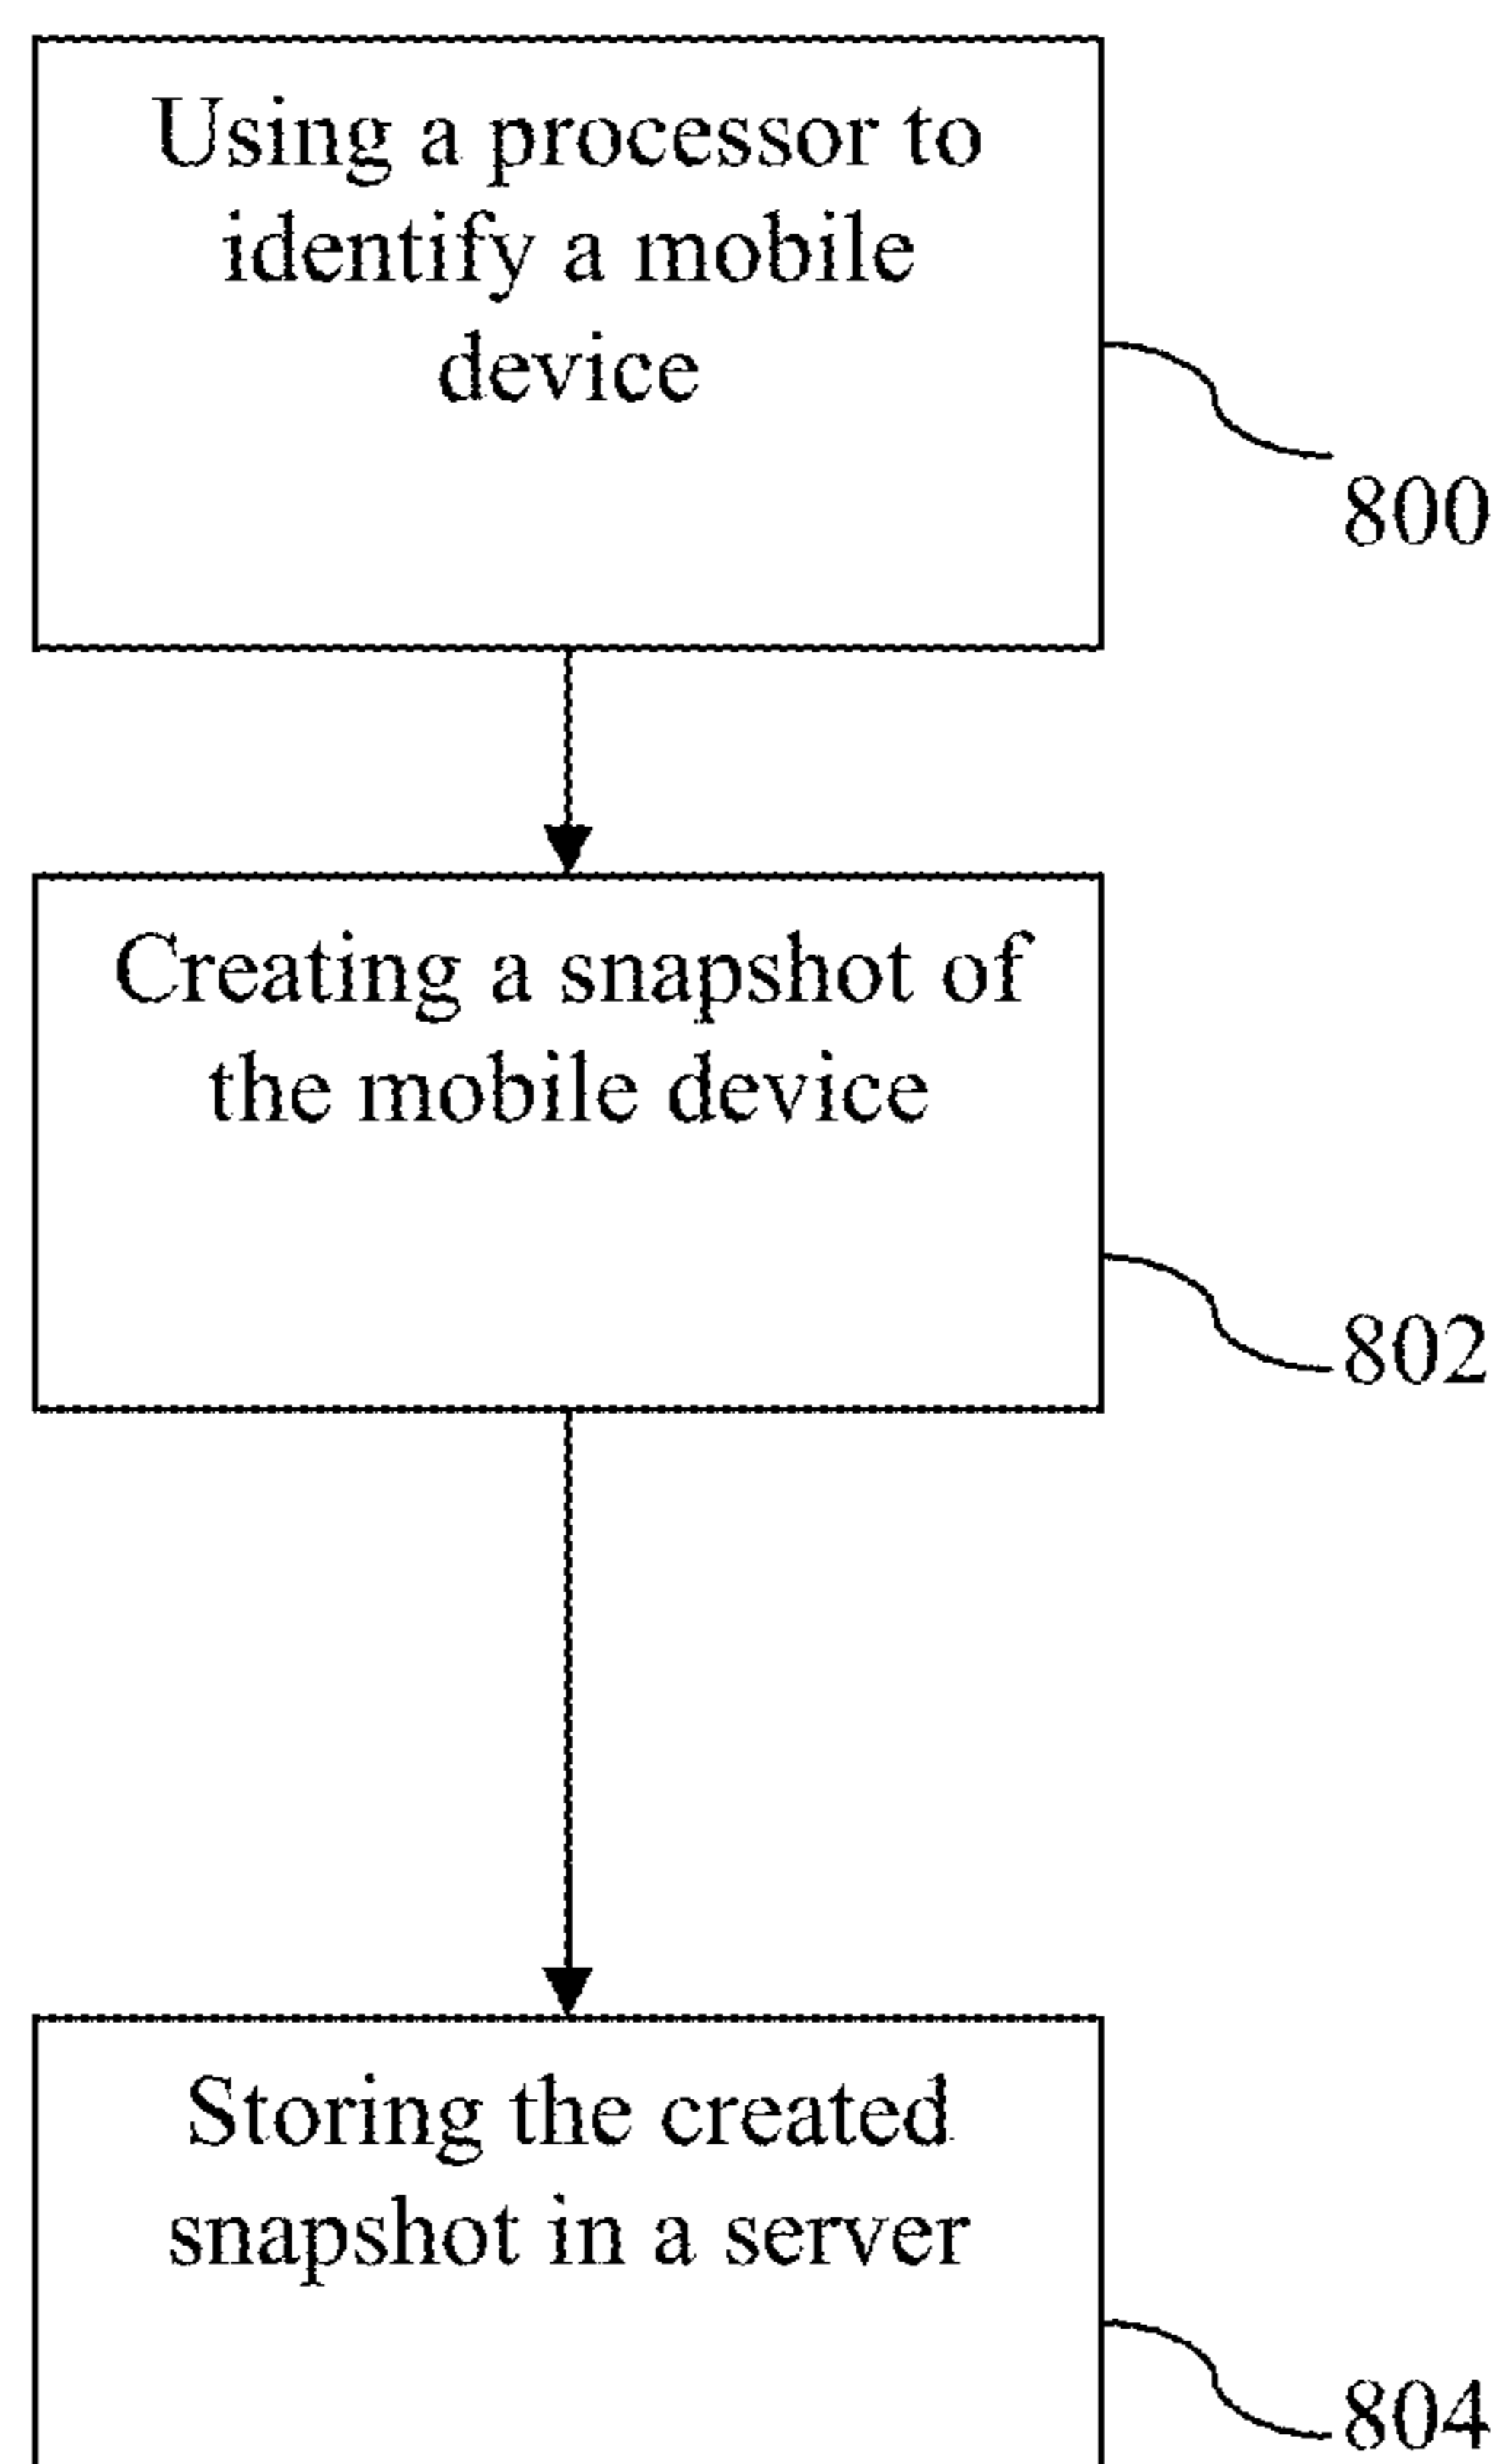 Using a processor to
identify a mobile
device
800
Creating a snapshot of
the mobile device
802
Storing the created
snapshot in a server
804